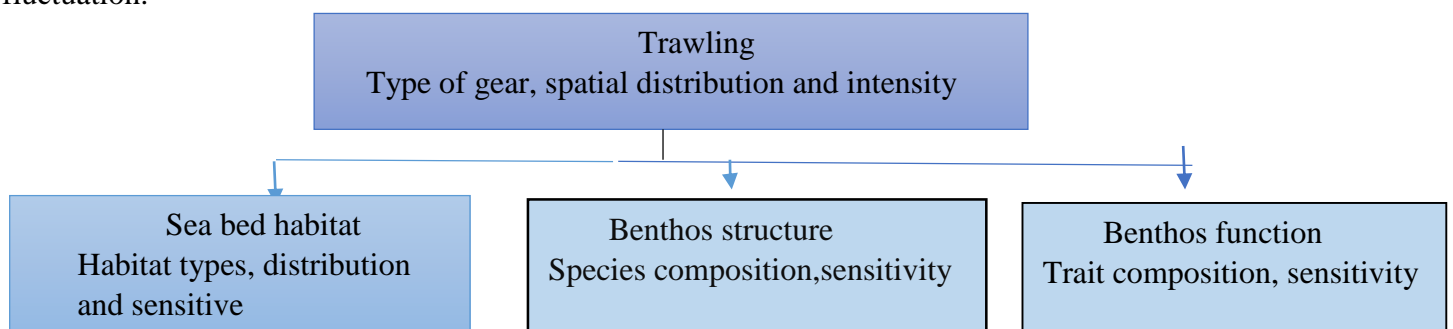 fluctuation.
Trawling
Type of gear, spatial distribution and intensity
Sea bed habitat
Habitat types, distribution
and sensitive
Benthos structure
Species composition,sensitivity
Benthos function
Trait composition, sensitivity